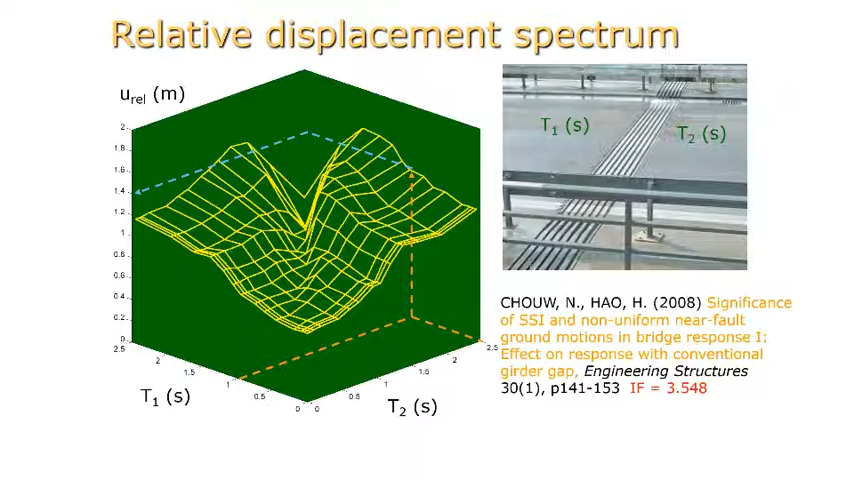 Relative displacement spectrum
u_rel (m)
2
1.8
1.6
1.4
1.2
1
0.8
0.6
0.4
0.2
0
2.5
2
1.5
1
0.5
0
0
0.5
1
1.5
2
2.5
T₁ (s)
T₂ (s)
T₁ (s)
T₂ (s)
CHOUW, N., HAO, H. (2008) Significance
of SSI and non-uniform near-fault
ground motions in bridge response I:
Effect on response with conventional
girder gap, Engineering Structures
30(1), p141-153 IF = 3.548